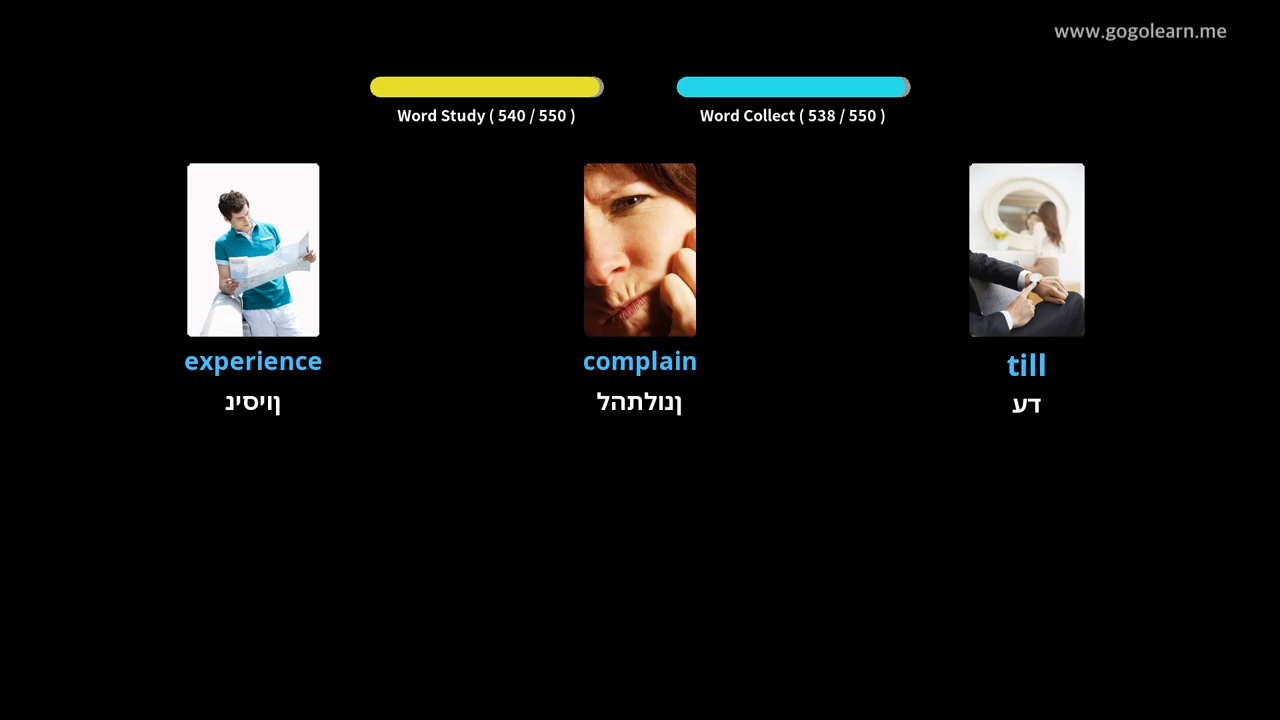 www.gogolearn.me
Word Study ( 540 / 550 )
Word Collect ( 538 / 550 )
experience
ןויסינ
complain
ןנולתהל
till
דע